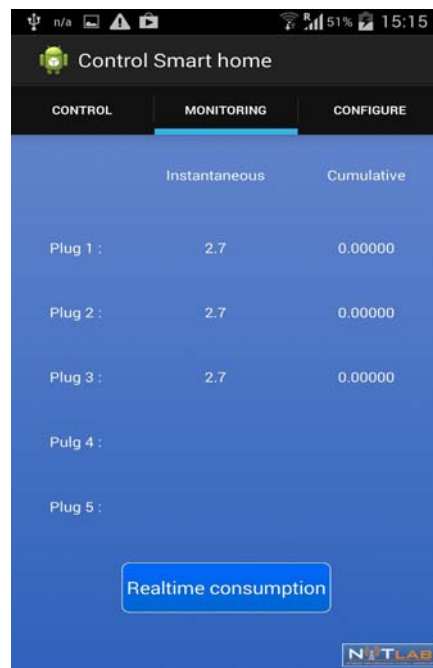 n/a R 51% 15:15
Control Smart home
CONTROL MONITORING CONFIGURE
Instantaneous Cumulative
Plug 1 : 2.7 0.00000
Plug 2 : 2.7 0.00000
Plug 3 : 2.7 0.00000
Pulg 4 :
Plug 5 :
Realtime consumption
NITLAB